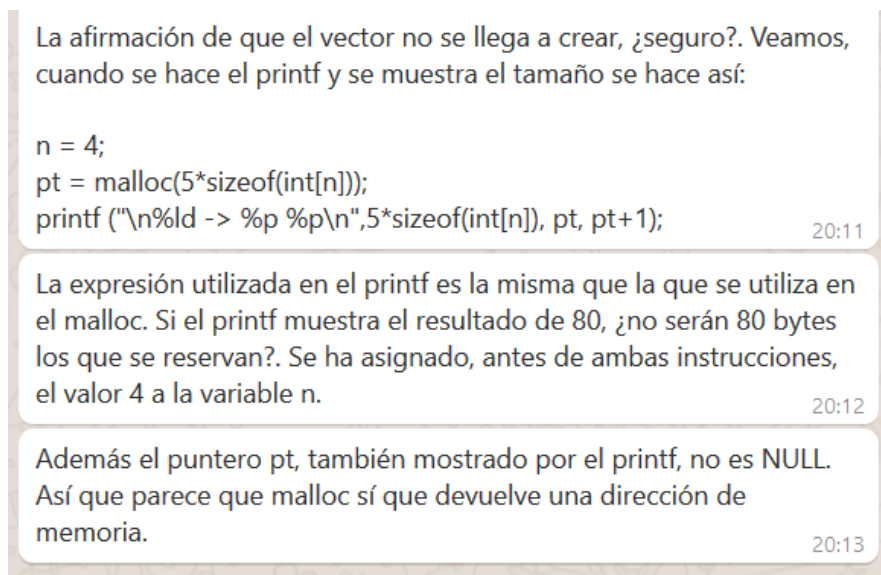 La afirmación de que el vector no se llega a crear, ¿seguro?. Veamos,
cuando se hace el printf y se muestra el tamaño se hace así:
n = 4;
pt = malloc(5*sizeof(int[n]));
printf ("\n%ld -> %p %p\n",5*sizeof(int[n]), pt, pt+1);
20:11
La expresión utilizada en el printf es la misma que la que se utiliza en
el malloc. Si el printf muestra el resultado de 80, ¿no serán 80 bytes
los que se reservan?. Se ha asignado, antes de ambas instrucciones,
el valor 4 a la variable n.
20:12
Además el puntero pt, también mostrado por el printf, no es NULL.
Así que parece que malloc sí que devuelve una dirección de
memoria.
20:13